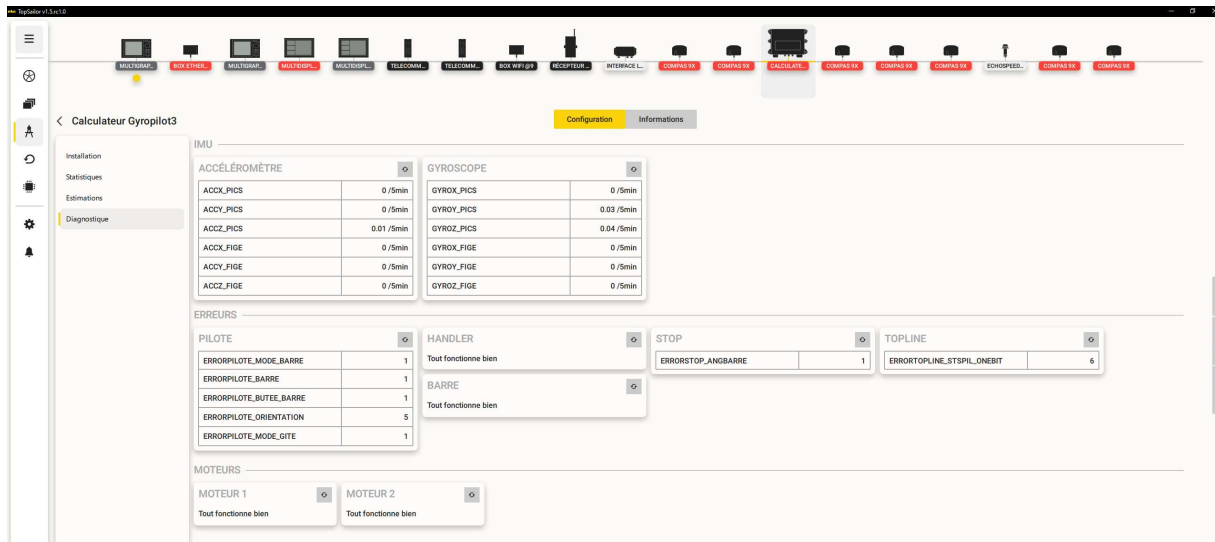 TopSailor v1.5.rc1.0
MULTIGRAP... BOX ETHER... MULTIGRAP... MULTIDISPL... MULTIDISPL... TELECOMM... TELECOMM... BOX WIFI @9 RÉCEPTEUR ... INTERFACE L... COMPAS 9X COMPAS 9X CALCULATE... COMPAS 9X COMPAS 9X COMPAS 9X ECHOSPEED... COMPAS 9X COMPAS 9X
Calculateur Gyropilot3
Configuration Informations
Installation
Statistiques
Estimations
Diagnostique
IMU
ACCÉLÉROMÈTRE
ACCX_PICS 0 /5min
ACCY_PICS 0 /5min
ACCZ_PICS 0.01 /5min
ACCX_FIGE 0 /5min
ACCY_FIGE 0 /5min
ACCZ_FIGE 0 /5min
GYROSCOPE
GYROX_PICS 0 /5min
GYROY_PICS 0.03 /5min
GYROZ_PICS 0.04 /5min
GYROX_FIGE 0 /5min
GYROY_FIGE 0 /5min
GYROZ_FIGE 0 /5min
ERREURS
PILOTE
ERRORPILOTE_MODE_BARRE 1
ERRORPILOTE_BARRE 1
ERRORPILOTE_BUTEE_BARRE 1
ERRORPILOTE_ORIENTATION 5
ERRORPILOTE_MODE_GITE 1
HANDLER
Tout fonctionne bien
BARRE
Tout fonctionne bien
STOP
ERRORSTOP_ANGBARRE 1
TOPLINE
ERRORTOPLINE_STSPIL_ONEBIT 6
MOTEURS
MOTEUR 1
Tout fonctionne bien
MOTEUR 2
Tout fonctionne bien